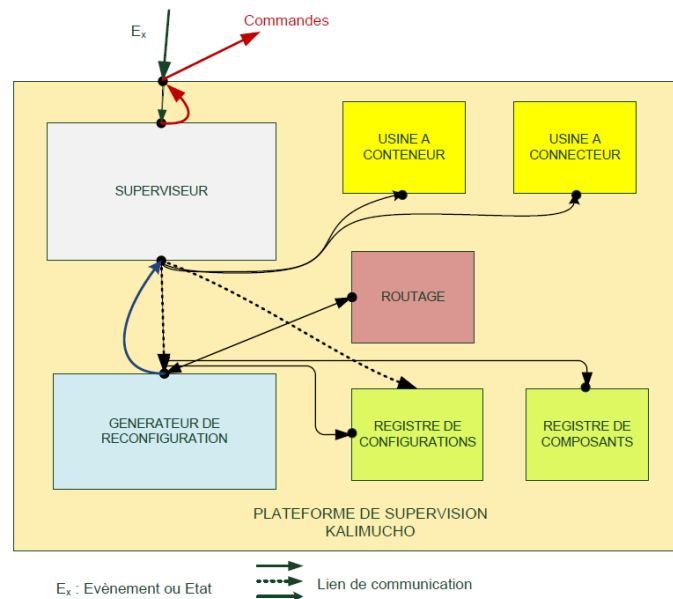 Eₓ
Commandes
USINE A
CONTENEUR
USINE A
CONNECTEUR
SUPERVISEUR
ROUTAGE
GENERATEUR DE
RECONFIGURATION
REGISTRE DE
CONFIGURATIONS
REGISTRE DE
COMPOSANTS
PLATEFORME DE SUPERVISION
KALIMUCHO
Eₓ : Evènement ou Etat
Lien de communication